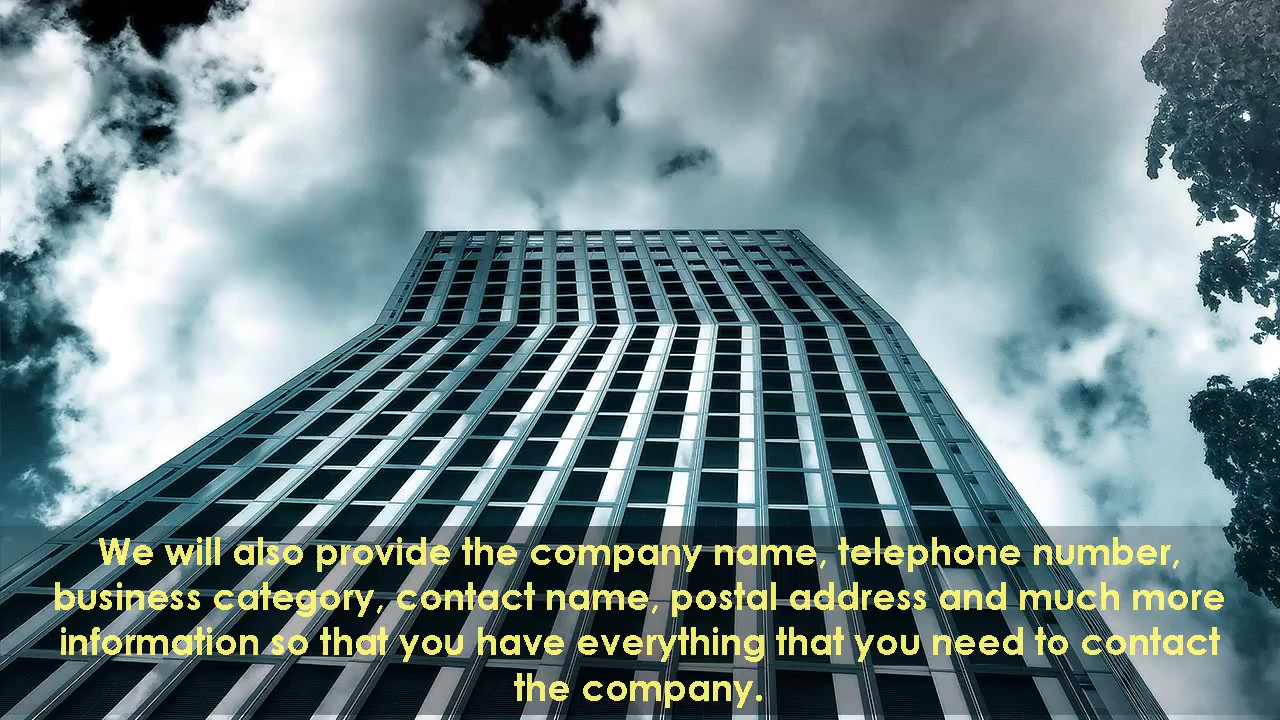 We will also provide the company name, telephone number,
business category, contact name, postal address and much more
information so that you have everything that you need to contact
the company.